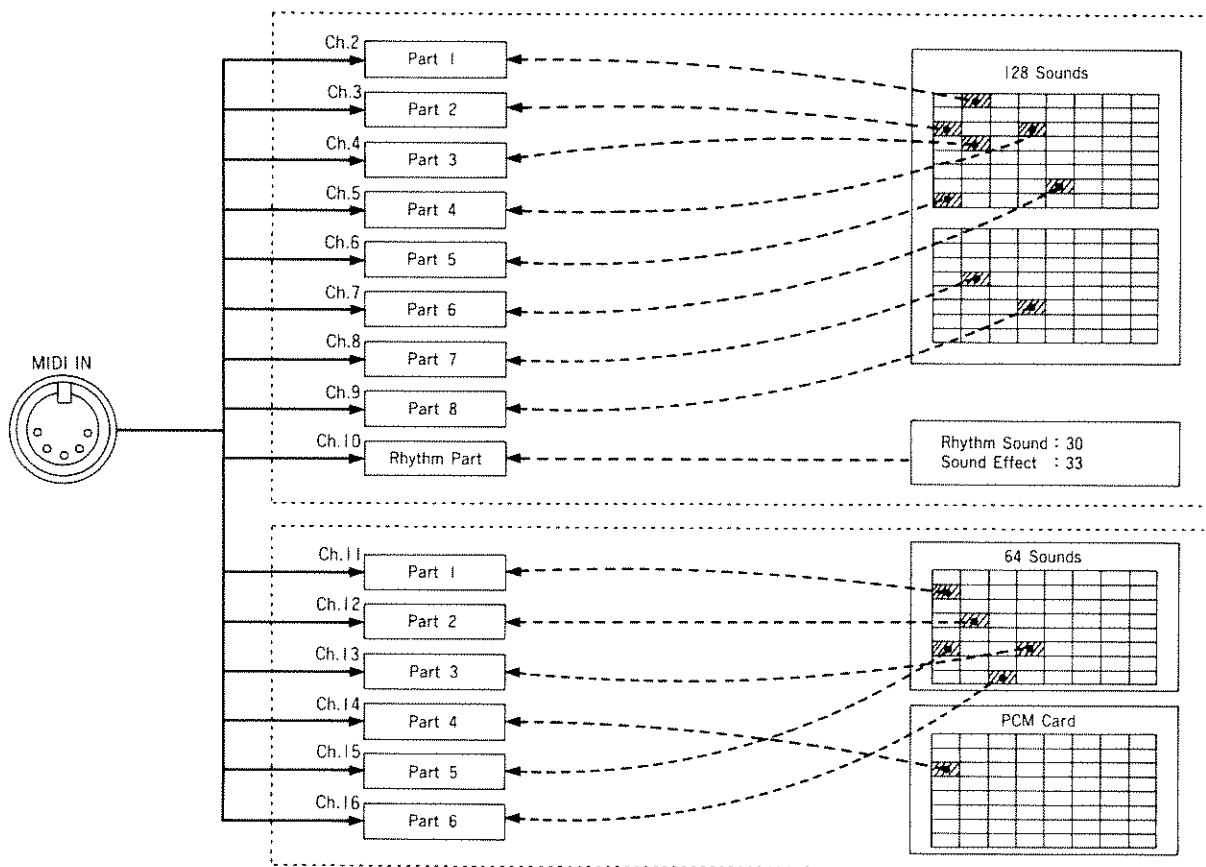 MIDI IN
Ch.2
Part 1
Ch.3
Part 2
Ch.4
Part 3
Ch.5
Part 4
Ch.6
Part 5
Ch.7
Part 6
Ch.8
Part 7
Ch.9
Part 8
Ch.10
Rhythm Part
128 Sounds
Rhythm Sound : 30
Sound Effect : 33
Ch.11
Part 1
Ch.12
Part 2
Ch.13
Part 3
Ch.14
Part 4
Ch.15
Part 5
Ch.16
Part 6
64 Sounds
PCM Card